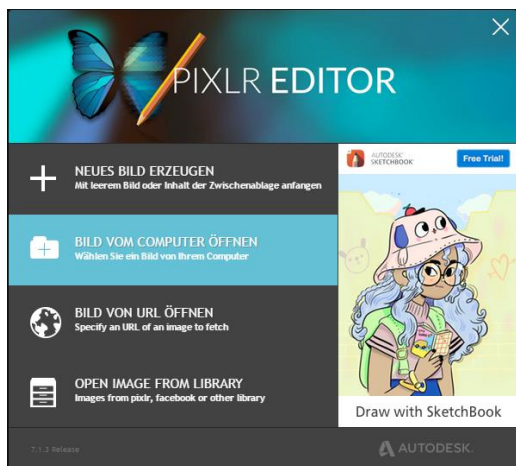 PIXLR EDITOR
NEUES BILD ERZEUGEN
Mit leerem Bild oder Inhalt der Zwischenablage anfangen
BILD VOM COMPUTER ÖFFNEN
Wählen Sie ein Bild von Ihrem Computer
BILD VON URL ÖFFNEN
Specify an URL of an image to fetch
OPEN IMAGE FROM LIBRARY
Images from pixlr, facebook or other library
AUTODESK®
SKETCHBOOK®
Free Trial!
Draw with SketchBook
7.1.3 Release
AUTODESK.